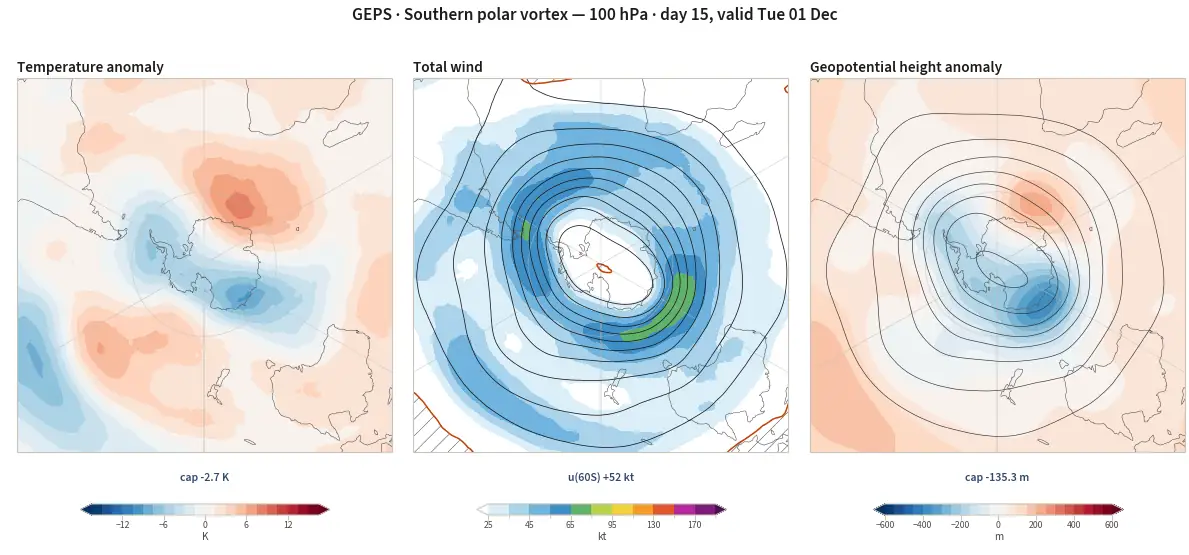 GEPS · Southern polar vortex — 100 hPa · day 15, valid Tue 01 Dec
Temperature anomaly
Total wind
Geopotential height anomaly
cap -2.7 K
u(60S) +52 kt
cap -135.3 m
−12 −6 0 6 12
K
25 45 65 95 130 170
kt
−600 −400 −200 0 200 400 600
m